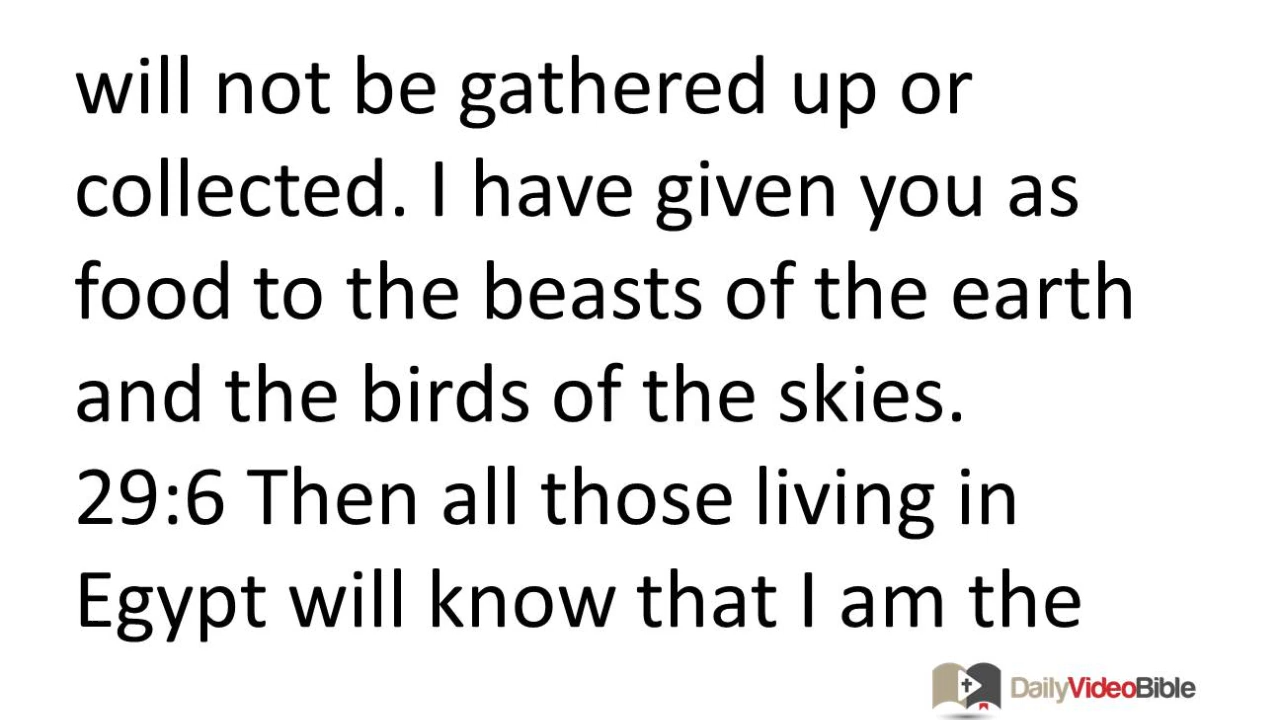 will not be gathered up or
collected. I have given you as
food to the beasts of the earth
and the birds of the skies.
29:6 Then all those living in
Egypt will know that I am the
DailyVideoBible